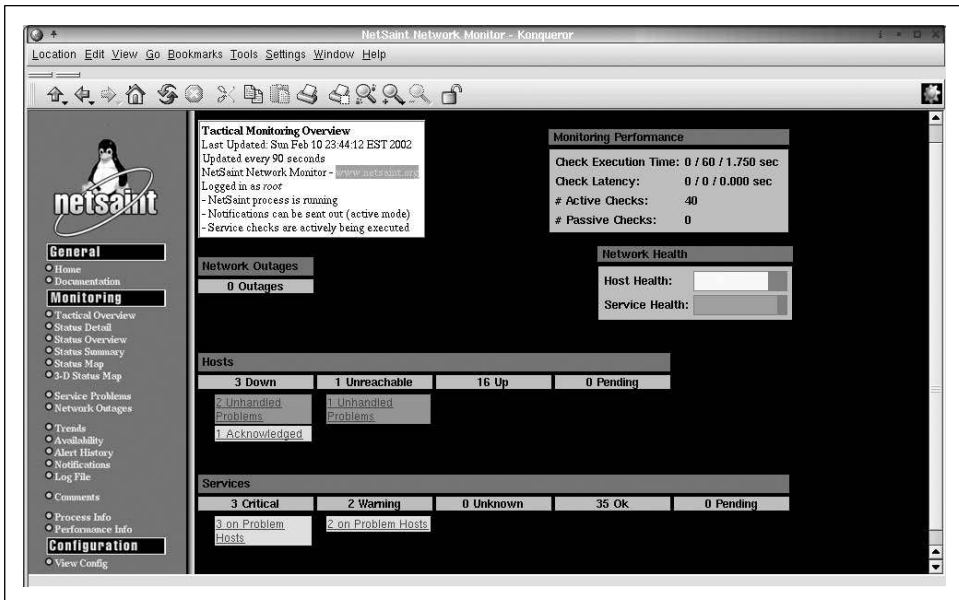 NetSaint Network Monitor - Konqueror
Location Edit View Go Bookmarks Tools Settings Window Help
netsaint
General
Home
Documentation
Monitoring
Tactical Overview
Status Detail
Status Overview
Status Summary
Status Map
3-D Status Map
Service Problems
Network Outages
Trends
Availability
Alert History
Notifications
Log File
Comments
Process Info
Performance Info
Configuration
View Config
Tactical Monitoring Overview
Last Updated: Sun Feb 10 23:44:12 EST 2002
Updated every 90 seconds
NetSaint Network Monitor - www.netsaint.org
Logged in as root
- NetSaint process is running
- Notifications can be sent out (active mode)
- Service checks are actively being executed
Monitoring Performance
Check Execution Time: 0 / 60 / 1.750 sec
Check Latency: 0 / 0 / 0.000 sec
# Active Checks: 40
# Passive Checks: 0
Network Outages
0 Outages
Network Health
Host Health:
Service Health:
Hosts
3 Down 1 Unreachable 16 Up 0 Pending
2 Unhandled Problems 1 Unhandled Problems
1 Acknowledged
Services
3 Critical 2 Warning 0 Unknown 35 Ok 0 Pending
3 on Problem Hosts 2 on Problem Hosts